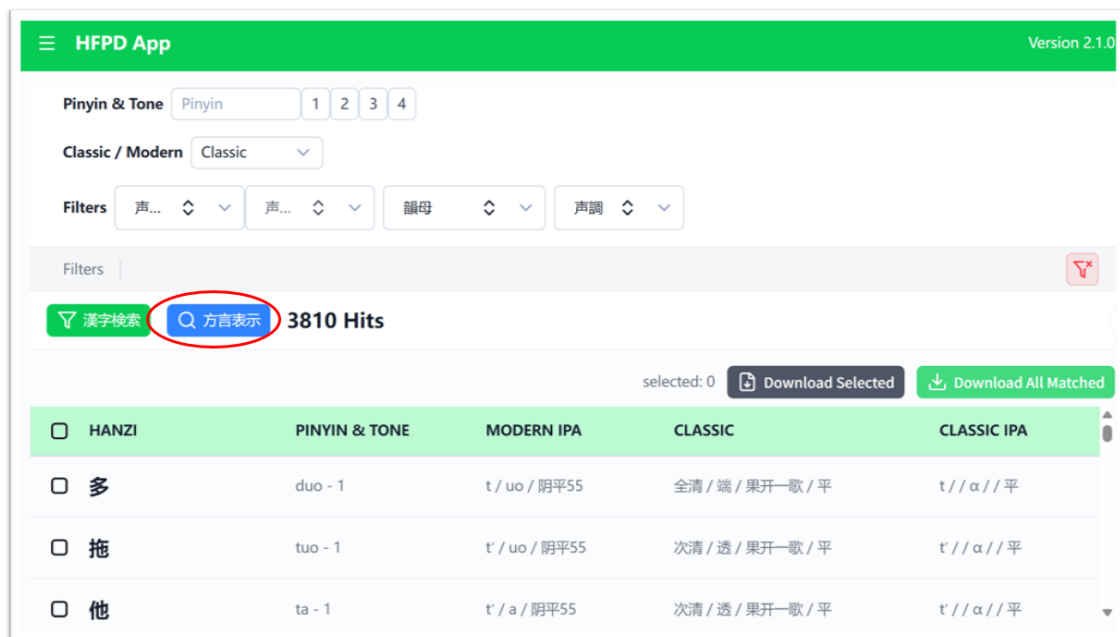 HFPD App Version 2.1.0
Pinyin & Tone Pinyin 1 2 3 4
Classic / Modern Classic
Filters 声... 声... 韻母 声調
Filters
漢字検索 方言表示 3810 Hits
selected: 0 Download Selected Download All Matched
HANZI PINYIN & TONE MODERN IPA CLASSIC CLASSIC IPA
多 duo - 1 t / uo / 阴平55 全清 / 端 / 果开一歌 / 平 t / / ɑ / / 平
拖 tuo - 1 t‘ / uo / 阴平55 次清 / 透 / 果开一歌 / 平 t‘ / / ɑ / / 平
他 ta - 1 t‘ / a / 阴平55 次清 / 透 / 果开一歌 / 平 t‘ / / ɑ / / 平